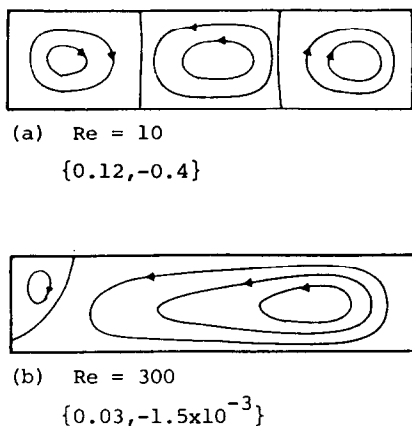 (a) Re = 10
{0.12,-0.4}
(b) Re = 300
{0.03,-1.5x10⁻³}